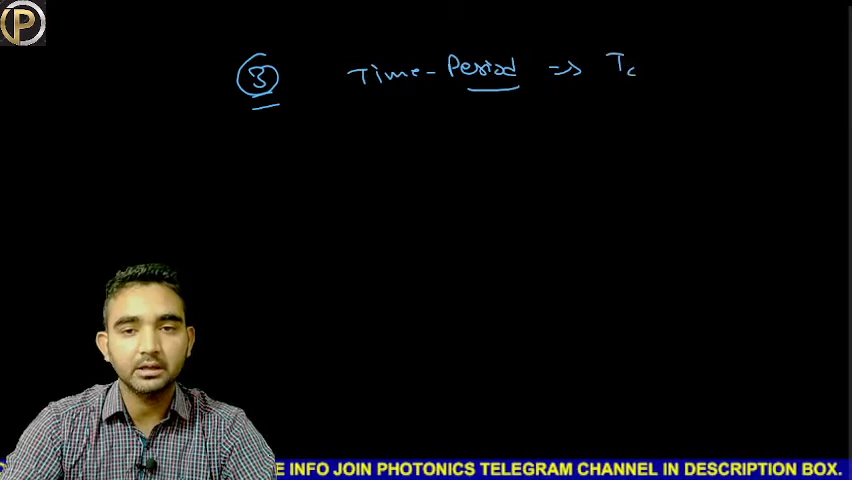 P
③ Time-Period => Tc
E INFO JOIN PHOTONICS TELEGRAM CHANNEL IN DESCRIPTION BOX.